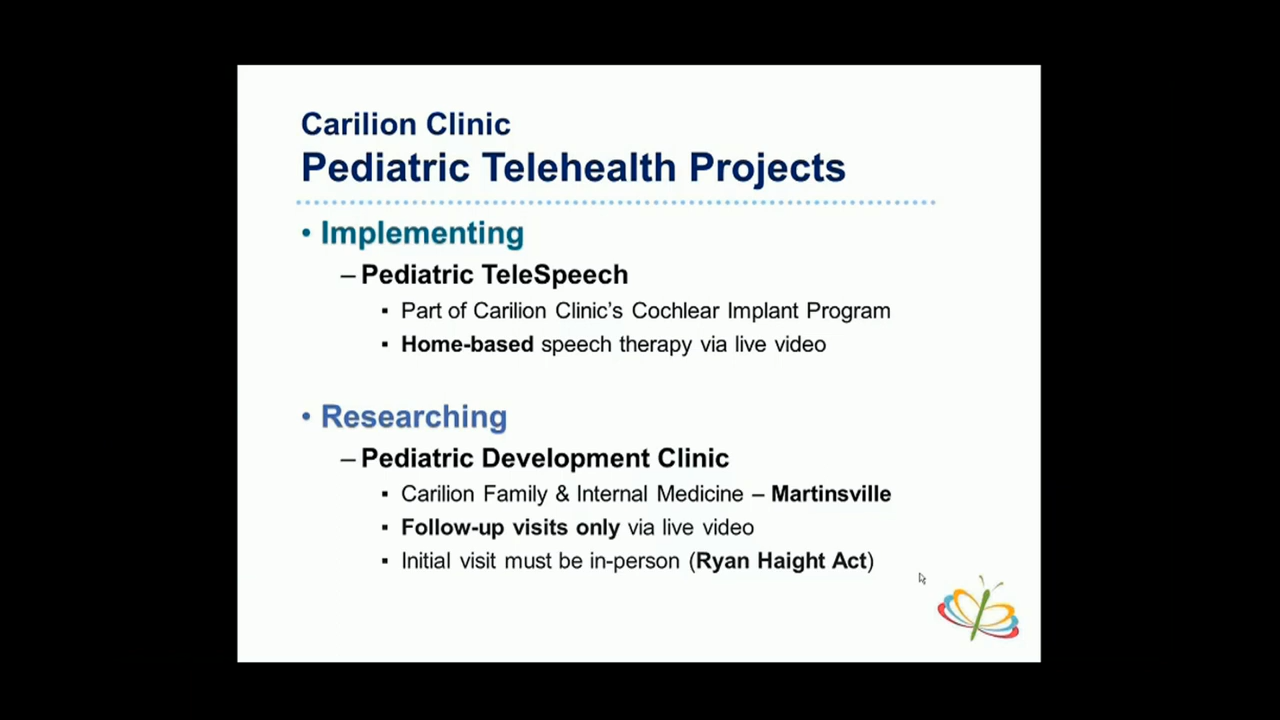 Carilion Clinic
Pediatric Telehealth Projects
• Implementing
– Pediatric TeleSpeech
▪ Part of Carilion Clinic’s Cochlear Implant Program
▪ Home-based speech therapy via live video
• Researching
– Pediatric Development Clinic
▪ Carilion Family & Internal Medicine – Martinsville
▪ Follow-up visits only via live video
▪ Initial visit must be in-person (Ryan Haight Act)